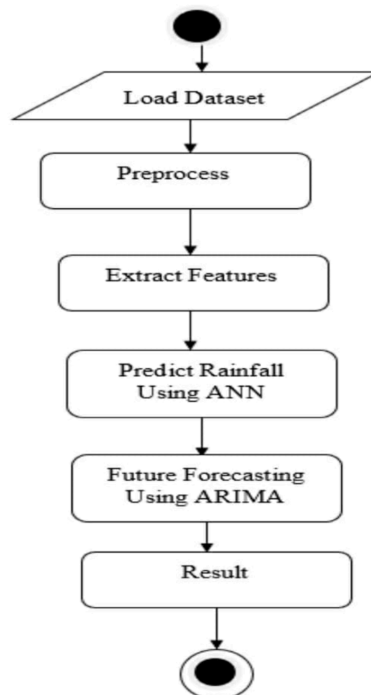 Load Dataset
Preprocess
Extract Features
Predict Rainfall
Using ANN
Future Forecasting
Using ARIMA
Result